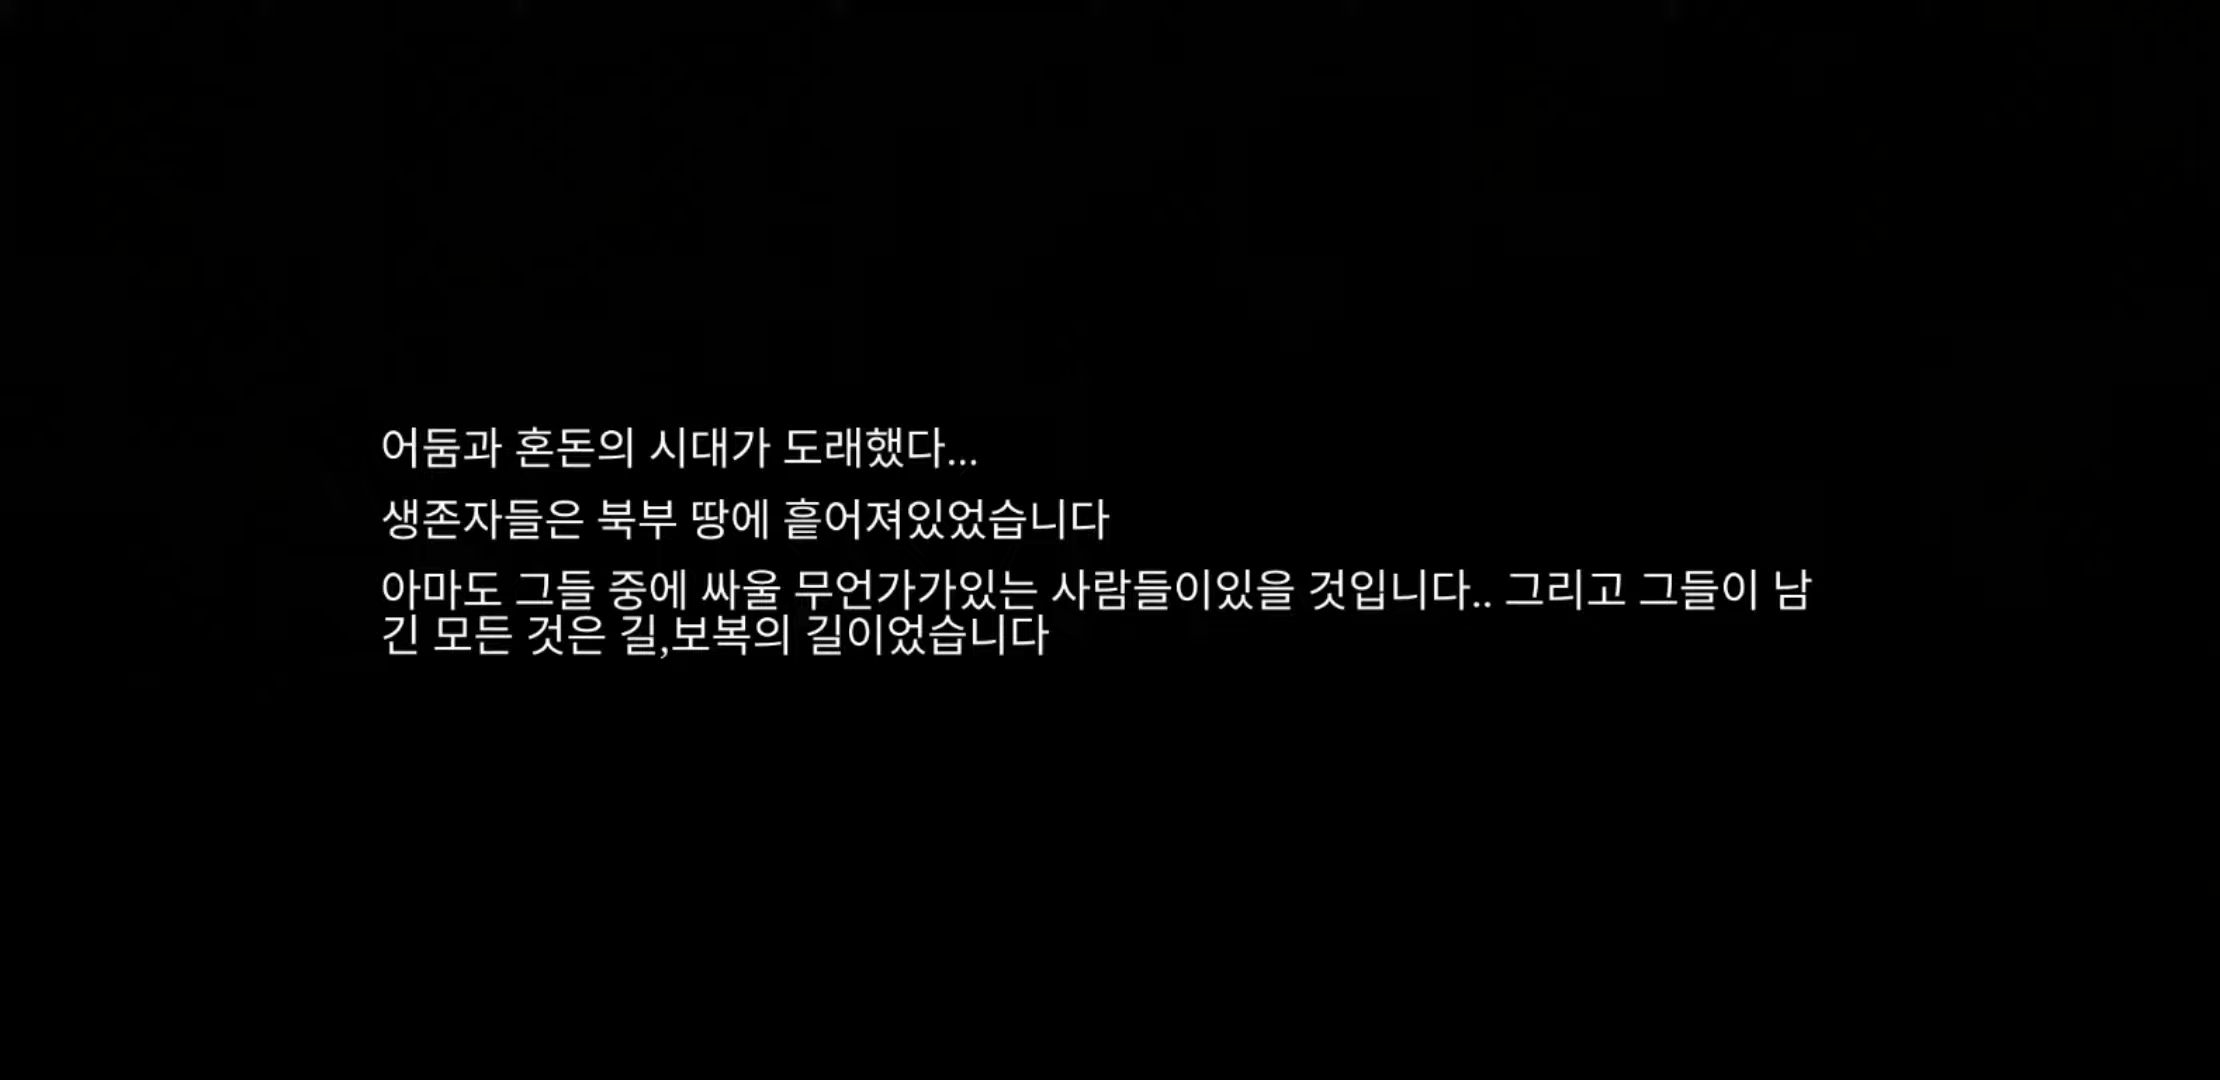 어둠과 혼돈의 시대가 도래했다...
생존자들은 북부 땅에 흩어져있었습니다
아마도 그들 중에 싸울 무언가가있는 사람들이있을 것입니다.. 그리고 그들이 남
긴 모든 것은 길,보복의 길이었습니다